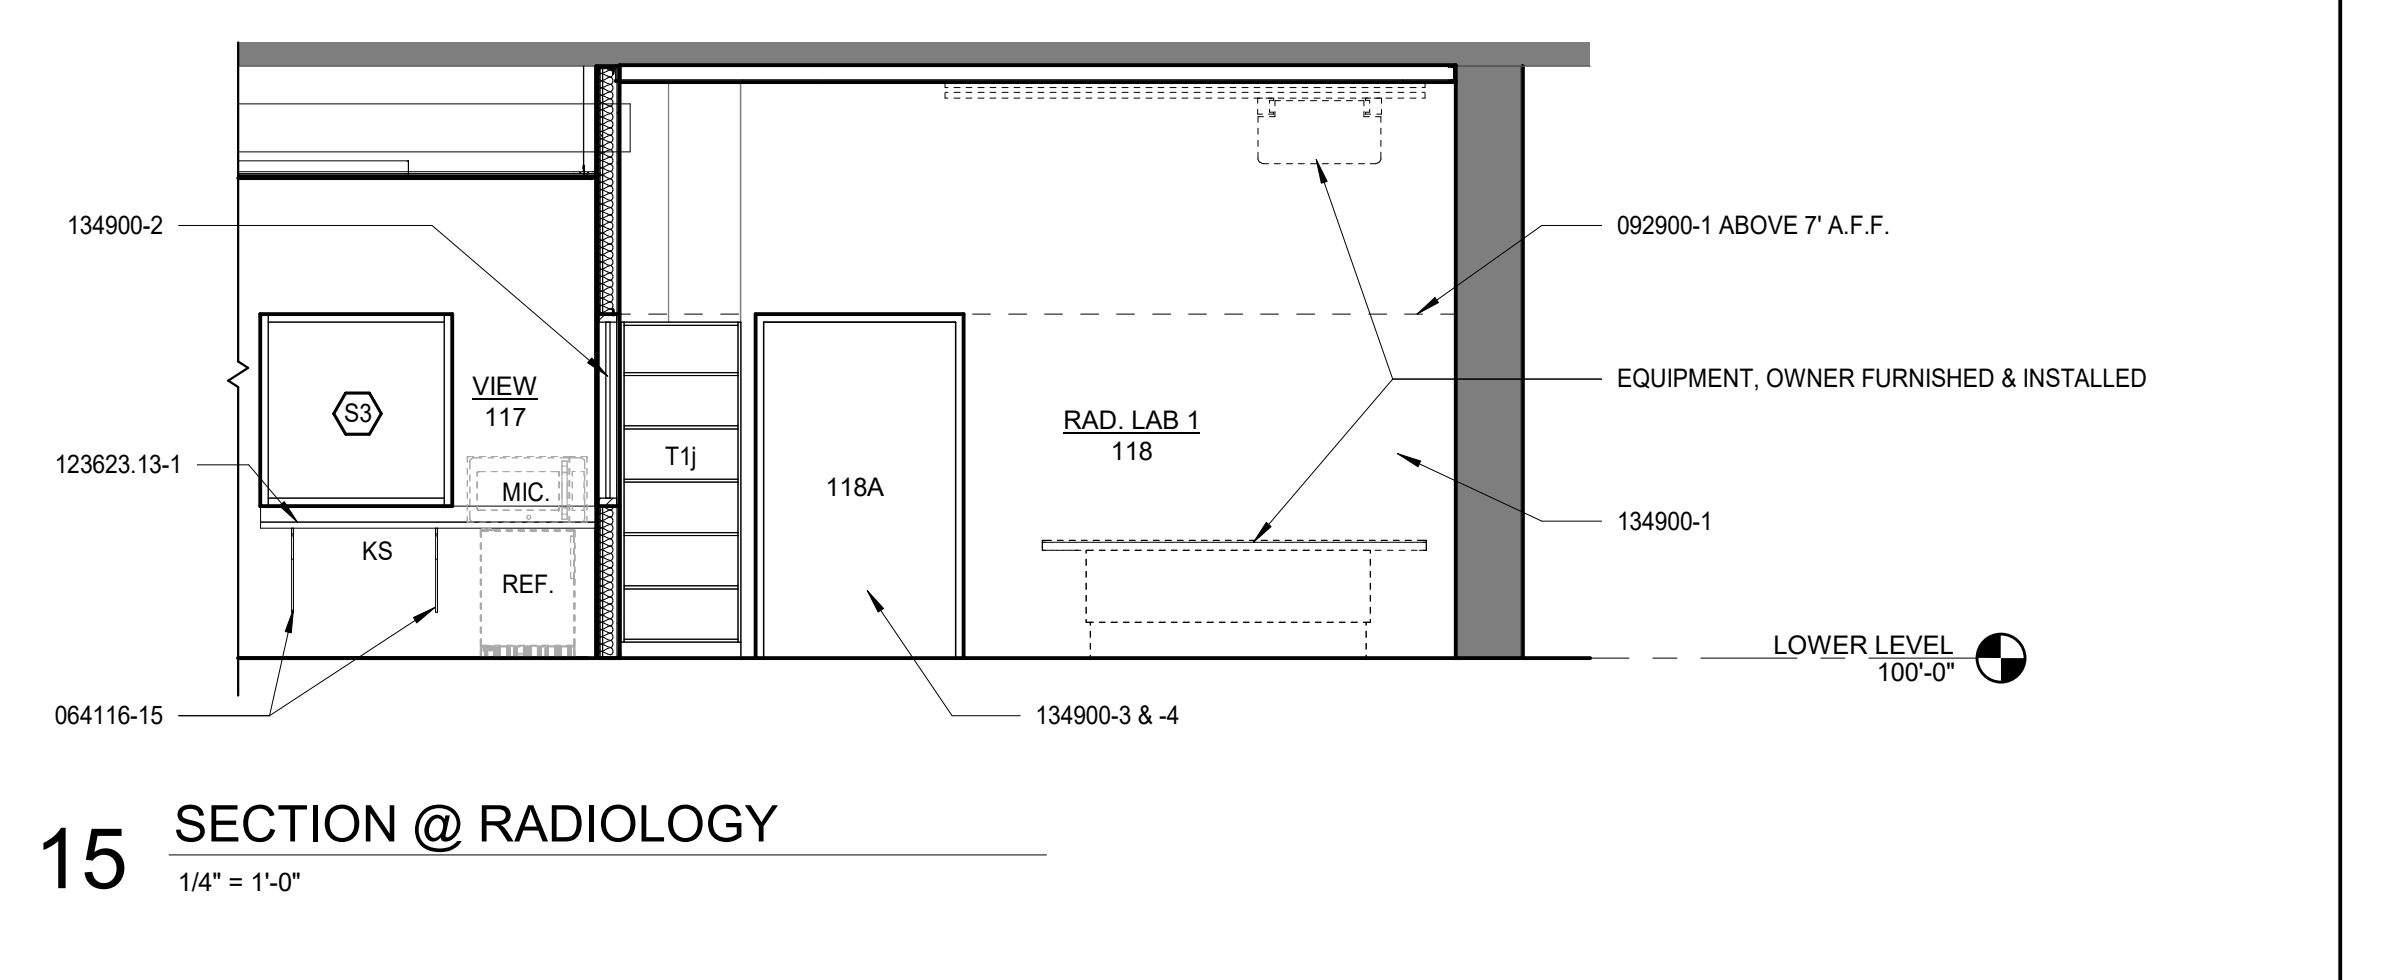 134900-2
092900-1 ABOVE 7' A.F.F.
EQUIPMENT, OWNER FURNISHED & INSTALLED
VIEW
117
S3
RAD. LAB 1
118
T1j
123623.13-1
MIC.
118A
134900-1
KS
REF.
LOWER LEVEL
100'-0"
064116-15
134900-3 & -4
15
SECTION @ RADIOLOGY
1/4" = 1'-0"